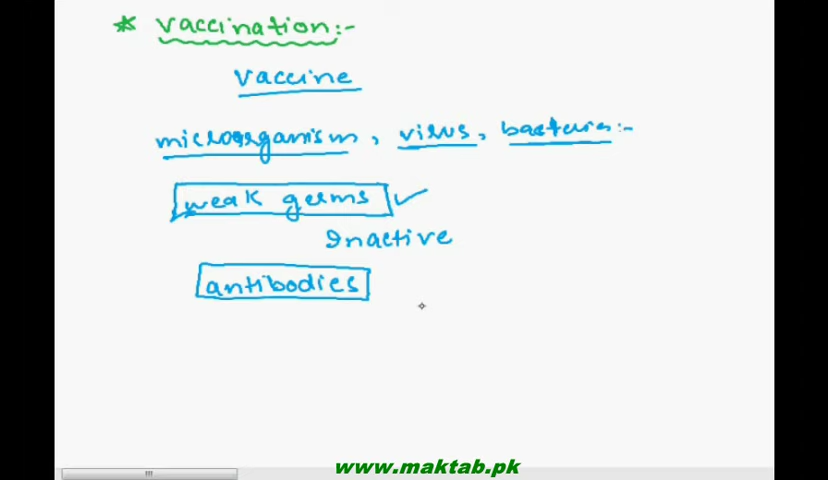 * Vaccination:-
Vaccine
microorganism, virus, bacteria:-
weak germs ✓
Inactive
antibodies
www.maktab.pk